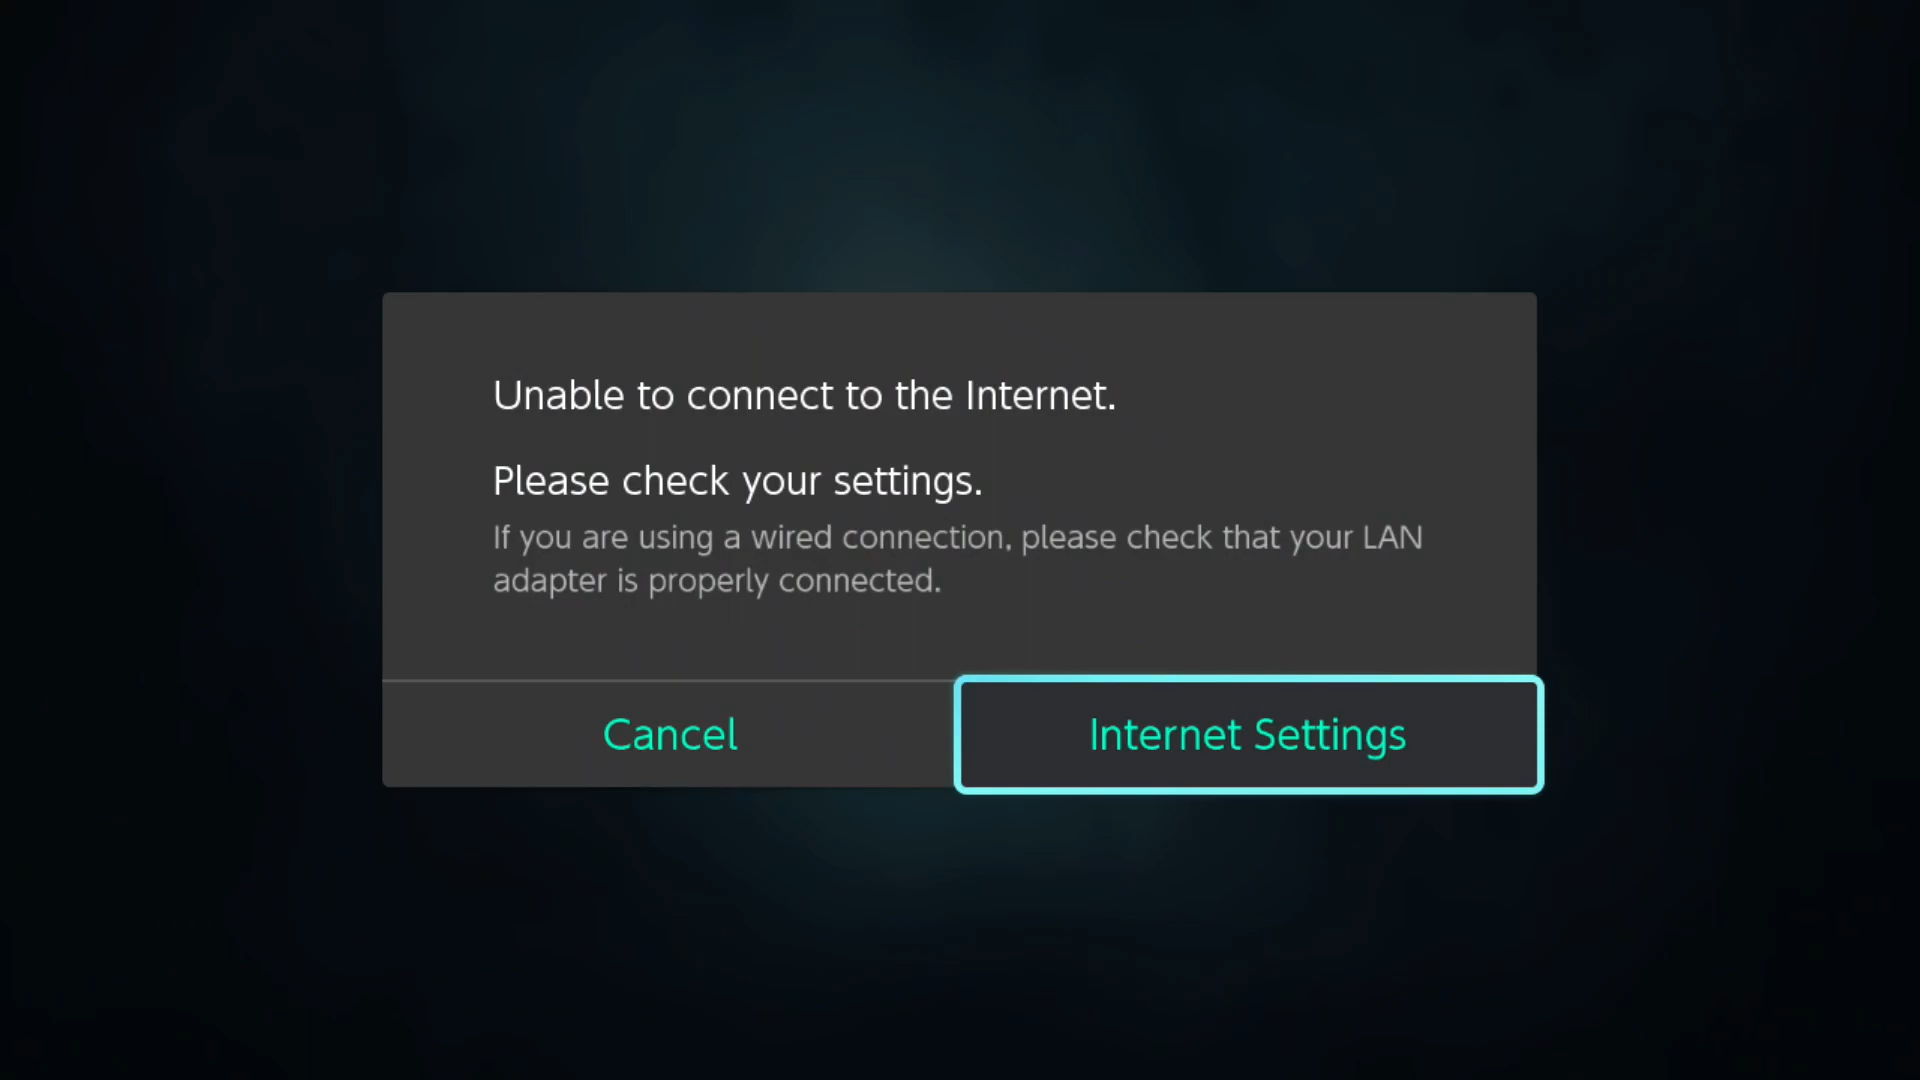 Unable to connect to the Internet.
Please check your settings.
If you are using a wired connection, please check that your LAN
adapter is properly connected.
Cancel
Internet Settings